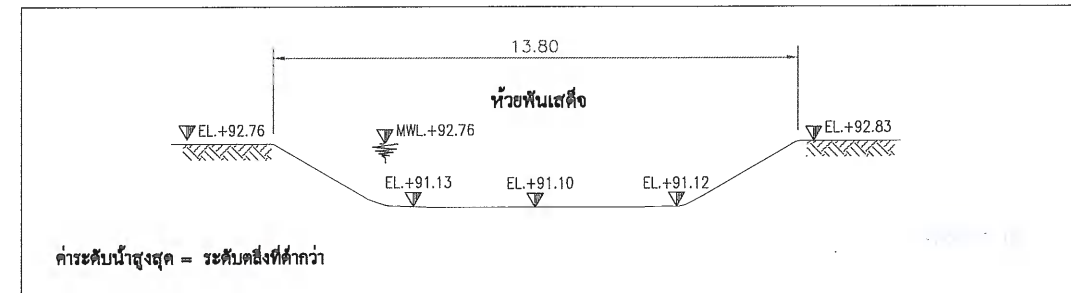 13.80
ห้วยพันเสด็จ
EL.+92.76
MWL.+92.76
EL.+92.83
EL.+91.13
EL.+91.10
EL.+91.12
ค่าระดับน้ำสูงสุด = ระดับตลิ่งที่ต่ำกว่า